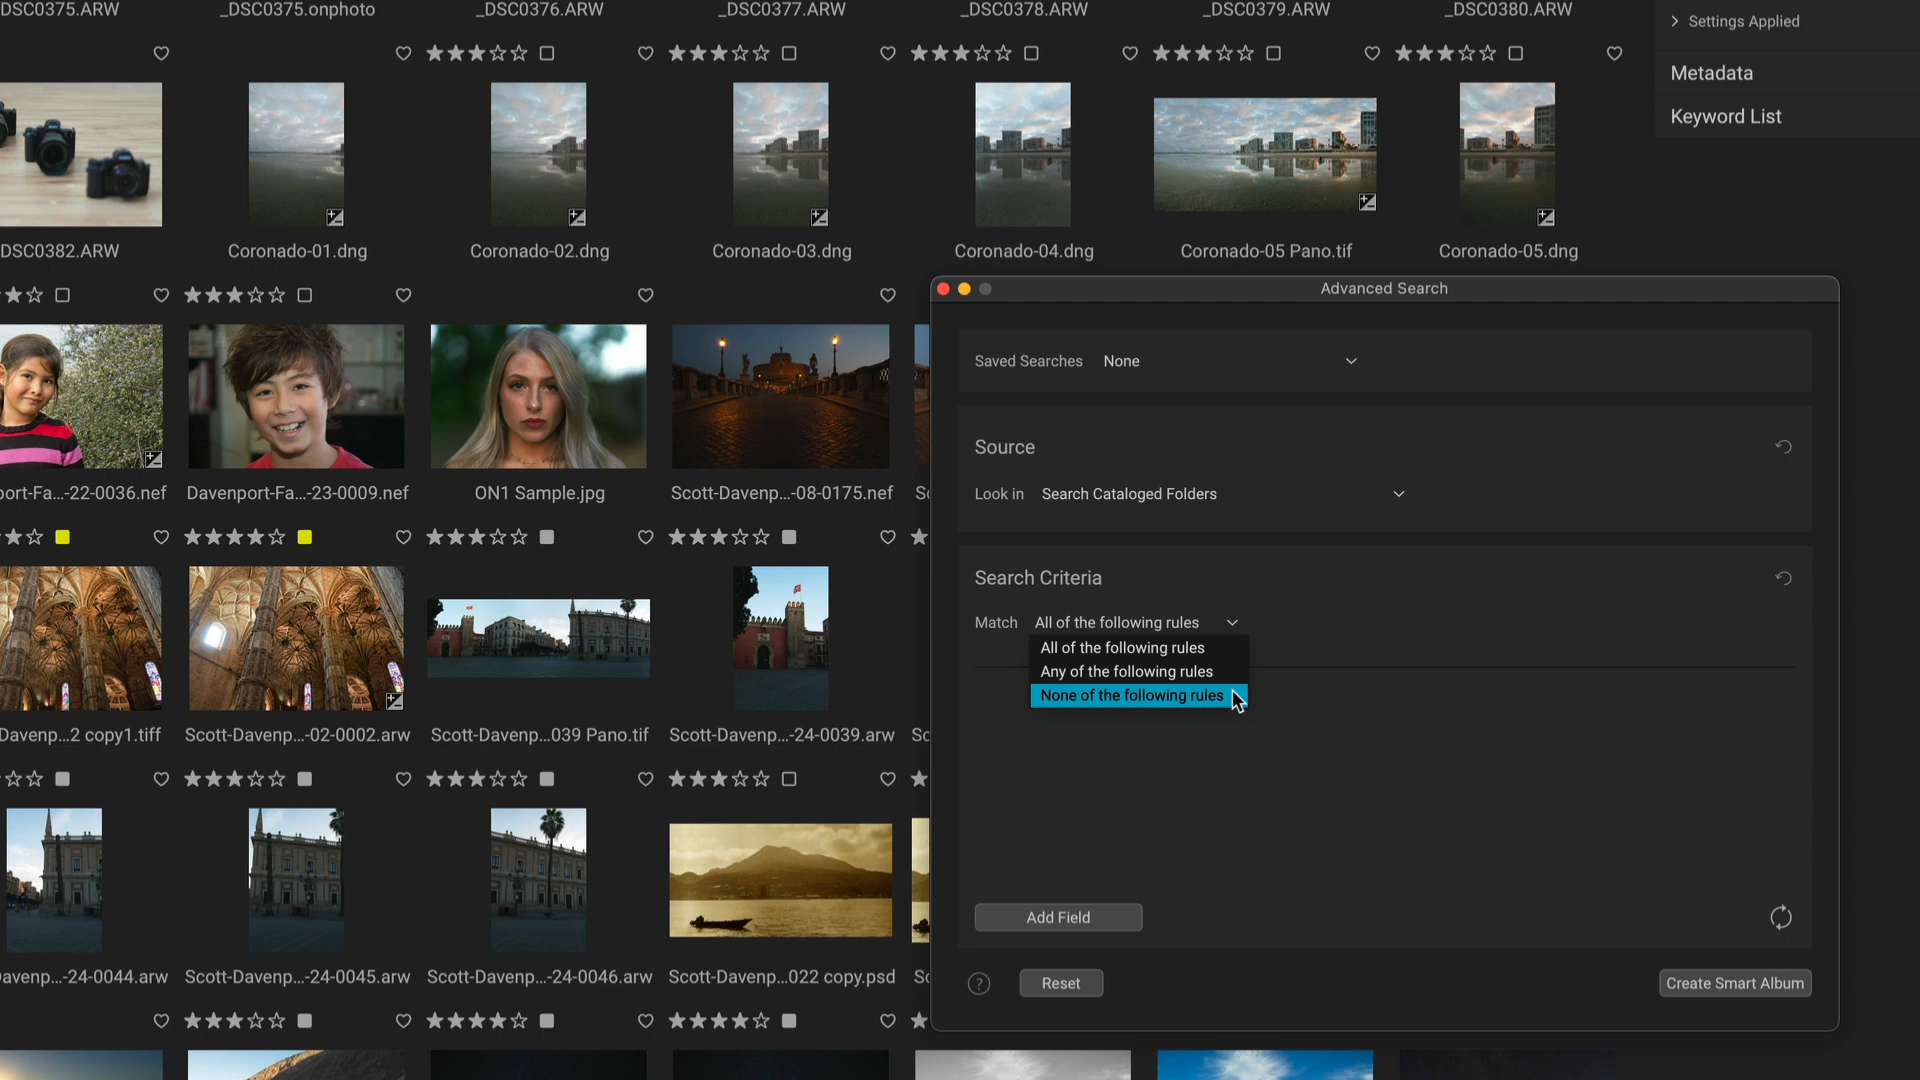 DSC0375.ARW
_DSC0375.onphoto
_DSC0376.ARW
_DSC0377.ARW
_DSC0378.ARW
_DSC0379.ARW
_DSC0380.ARW
Settings Applied
Metadata
Keyword List
DSC0382.ARW
Coronado-01.dng
Coronado-02.dng
Coronado-03.dng
Coronado-04.dng
Coronado-05 Pano.tif
Coronado-05.dng
Advanced Search
Saved Searches None
Source
Look in Search Cataloged Folders
Search Criteria
Match All of the following rules
All of the following rules
Any of the following rules
None of the following rules
Add Field
? Reset
Create Smart Album
port-Fa...-22-0036.nef
Davenport-Fa...-23-0009.nef
ON1 Sample.jpg
Scott-Davenp...-08-0175.nef
Sc
Davenp...2 copy1.tiff
Scott-Davenp...-02-0002.arw
Scott-Davenp...039 Pano.tif
Scott-Davenp...-24-0039.arw
Sc
avenp...-24-0044.arw
Scott-Davenp...-24-0045.arw
Scott-Davenp...-24-0046.arw
Scott-Davenp...022 copy.psd
Sc